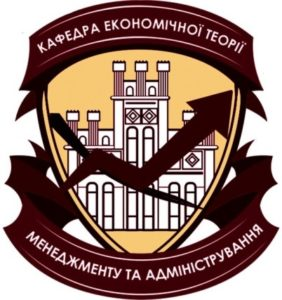 КАФЕДРА ЕКОНОМІЧНОЇ ТЕОРІЇ
МЕНЕДЖМЕНТУ ТА АДМІНІСТРУВАННЯ